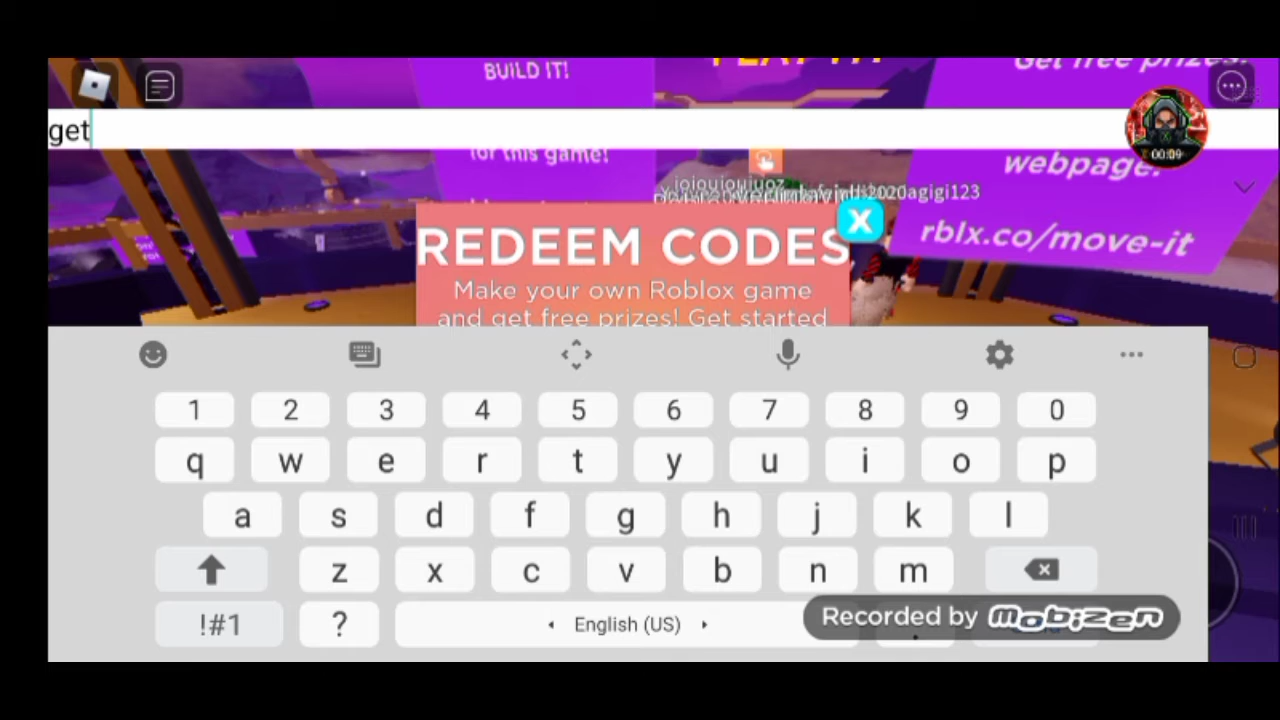 BUILD IT!
Get free prizes!
get
00:09
for this game!
webpage.
rblx.co/move-it
REDEEM CODES
X
Make your own Roblox game
and get free prizes! Get started
1 2 3 4 5 6 7 8 9 0
q w e r t y u i o p
a s d f g h j k l
z x c v b n m
!#1 ? English (US)
Recorded by Mobizen